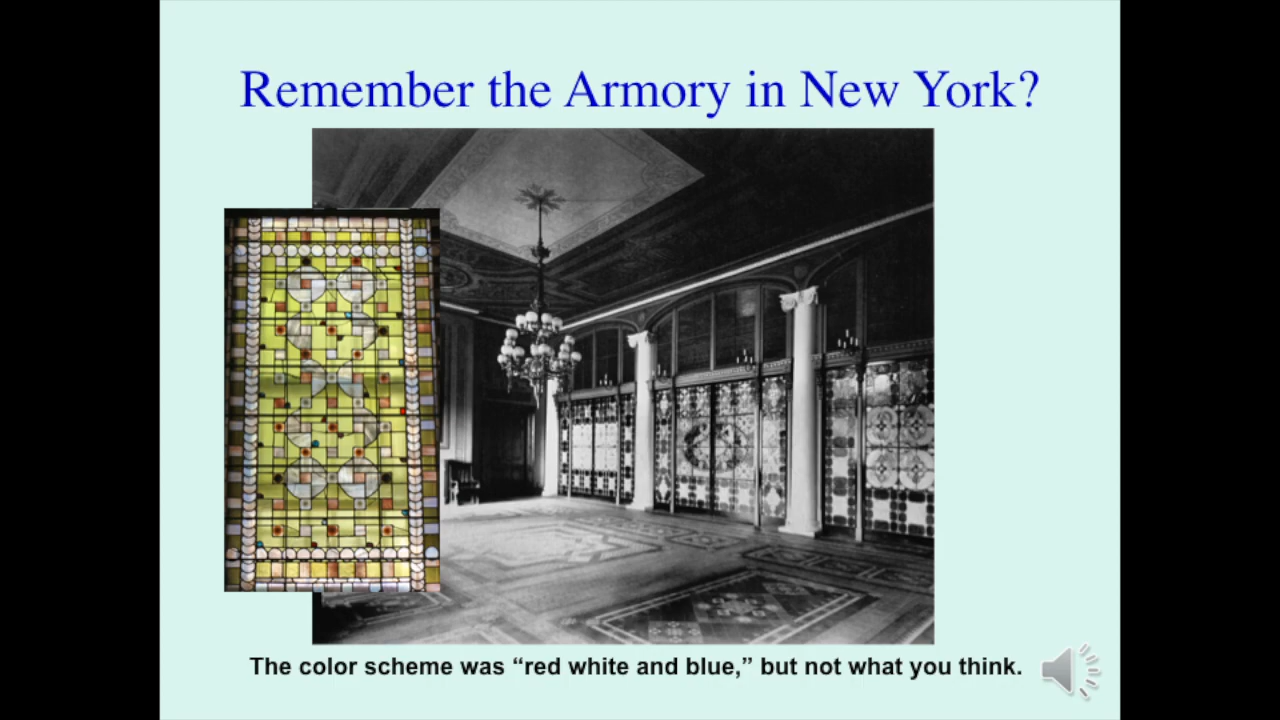 Remember the Armory in New York?
The color scheme was “red white and blue,” but not what you think.